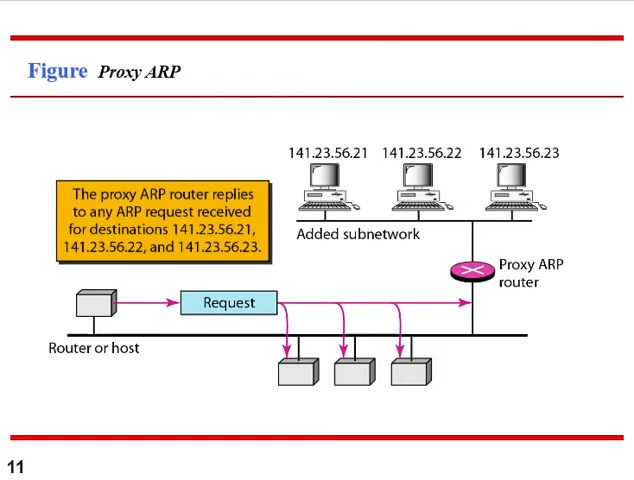 Figure Proxy ARP
141.23.56.21 141.23.56.22 141.23.56.23
The proxy ARP router replies
to any ARP request received
for destinations 141.23.56.21,
141.23.56.22, and 141.23.56.23.
Added subnetwork
Proxy ARP
router
Request
Router or host
11